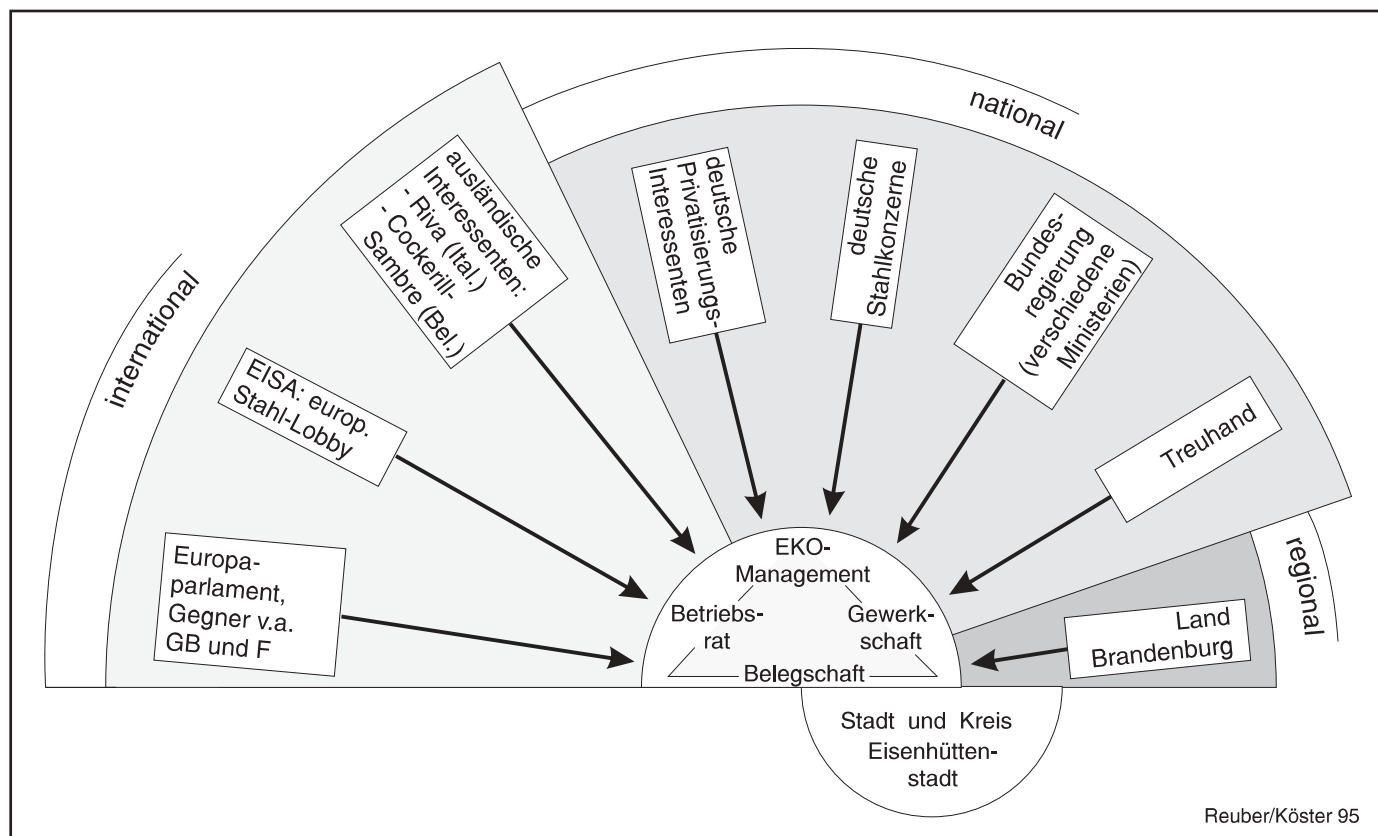 international
national
regional
Europa-
parlament,
Gegner v.a.
GB und F
EISA: europ.
Stahl-Lobby
ausländische
Interessenten:
- Riva (Ital.)
- Cockerill-
Sambre (Bel.)
deutsche
Privatisierungs-
Interessenten
deutsche
Stahlkonzerne
Bundes-
regierung
(verschiedene
Ministerien)
Treuhand
Land
Brandenburg
EKO-
Management
Betriebs-
rat
Gewerk-
schaft
Belegschaft
Stadt und Kreis
Eisenhütten-
stadt
Reuber/Köster 95